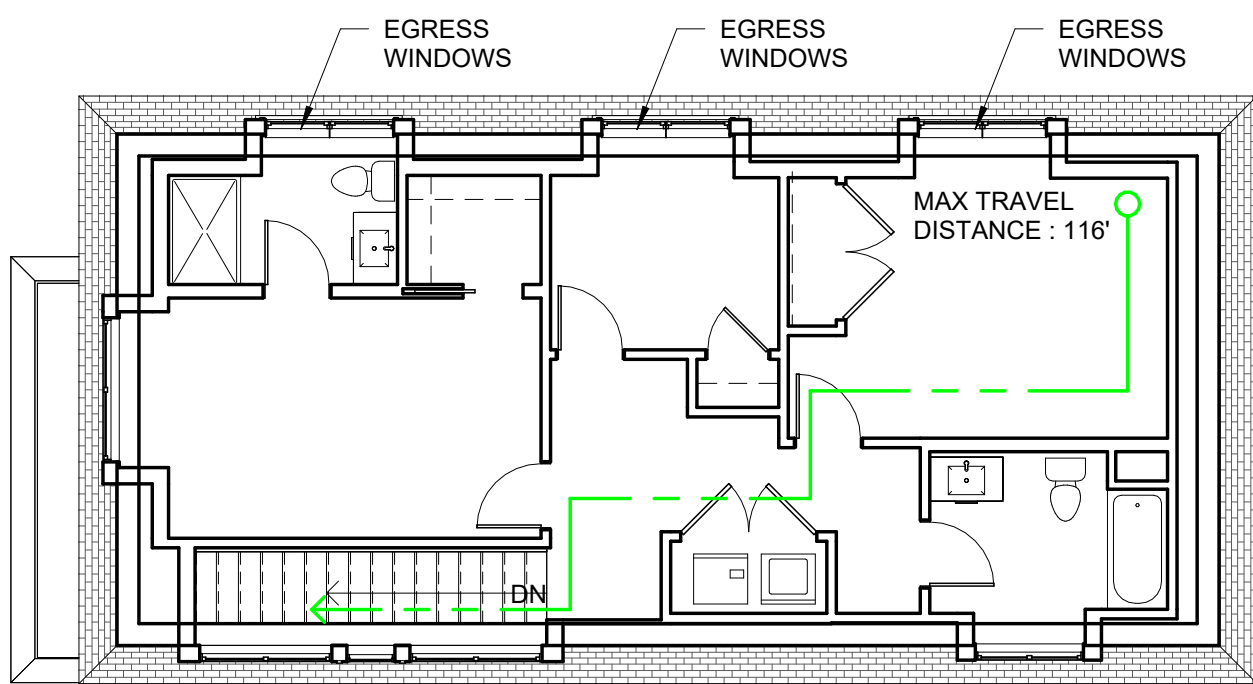 EGRESS
WINDOWS
EGRESS
WINDOWS
EGRESS
WINDOWS
MAX TRAVEL
DISTANCE : 116'
DN